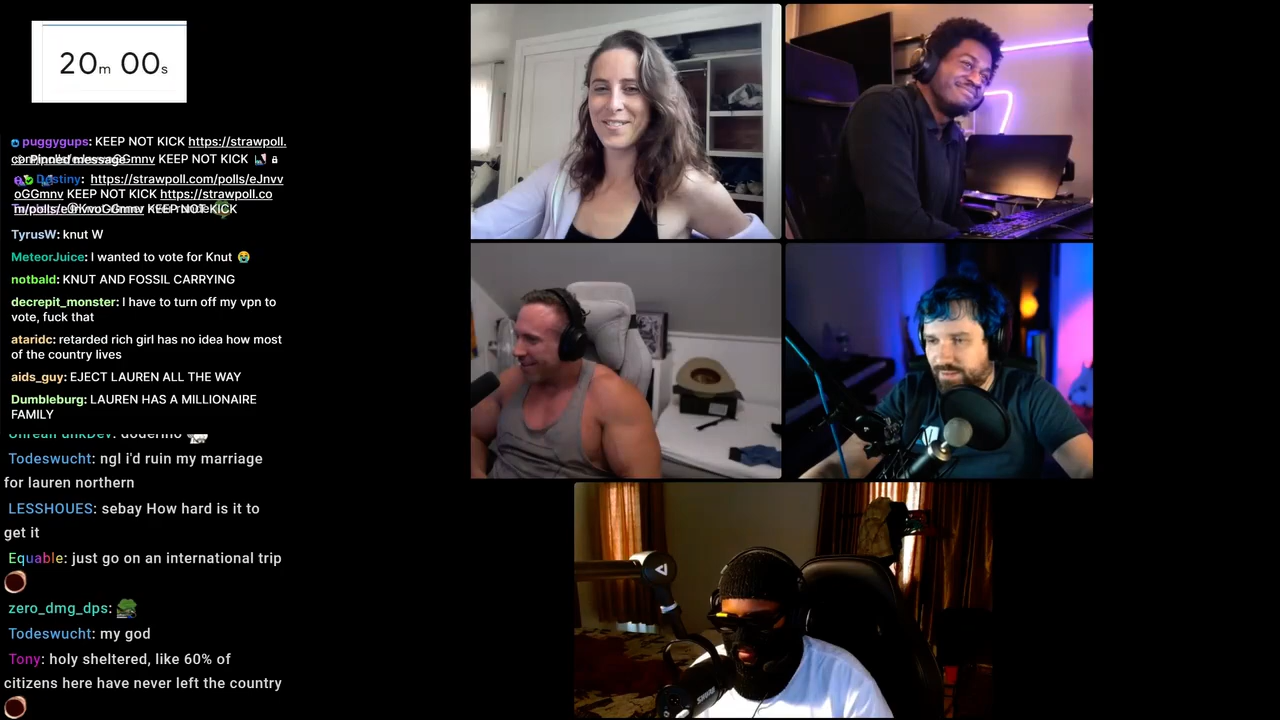 20m 00s
puggygups: KEEP NOT KICK https://strawpoll.
KEEP NOT KICK
Destiny: https://strawpoll.com/polls/eJnvv
oGGmnv KEEP NOT KICK https://strawpoll.co
TyrusW: knut W
MeteorJuice: I wanted to vote for Knut 😭
notbald: KNUT AND FOSSIL CARRYING
decrepit_monster: I have to turn off my vpn to
vote, fuck that
ataridc: retarded rich girl has no idea how most
of the country lives
aids_guy: EJECT LAUREN ALL THE WAY
Dumbleburg: LAUREN HAS A MILLIONAIRE
FAMILY
Todeswucht: ngl i'd ruin my marriage
for lauren northern
LESSHOUES: sebay How hard is it to
get it
Equable: just go on an international trip
zero_dmg_dps:
Todeswucht: my god
Tony: holy sheltered, like 60% of
citizens here have never left the country